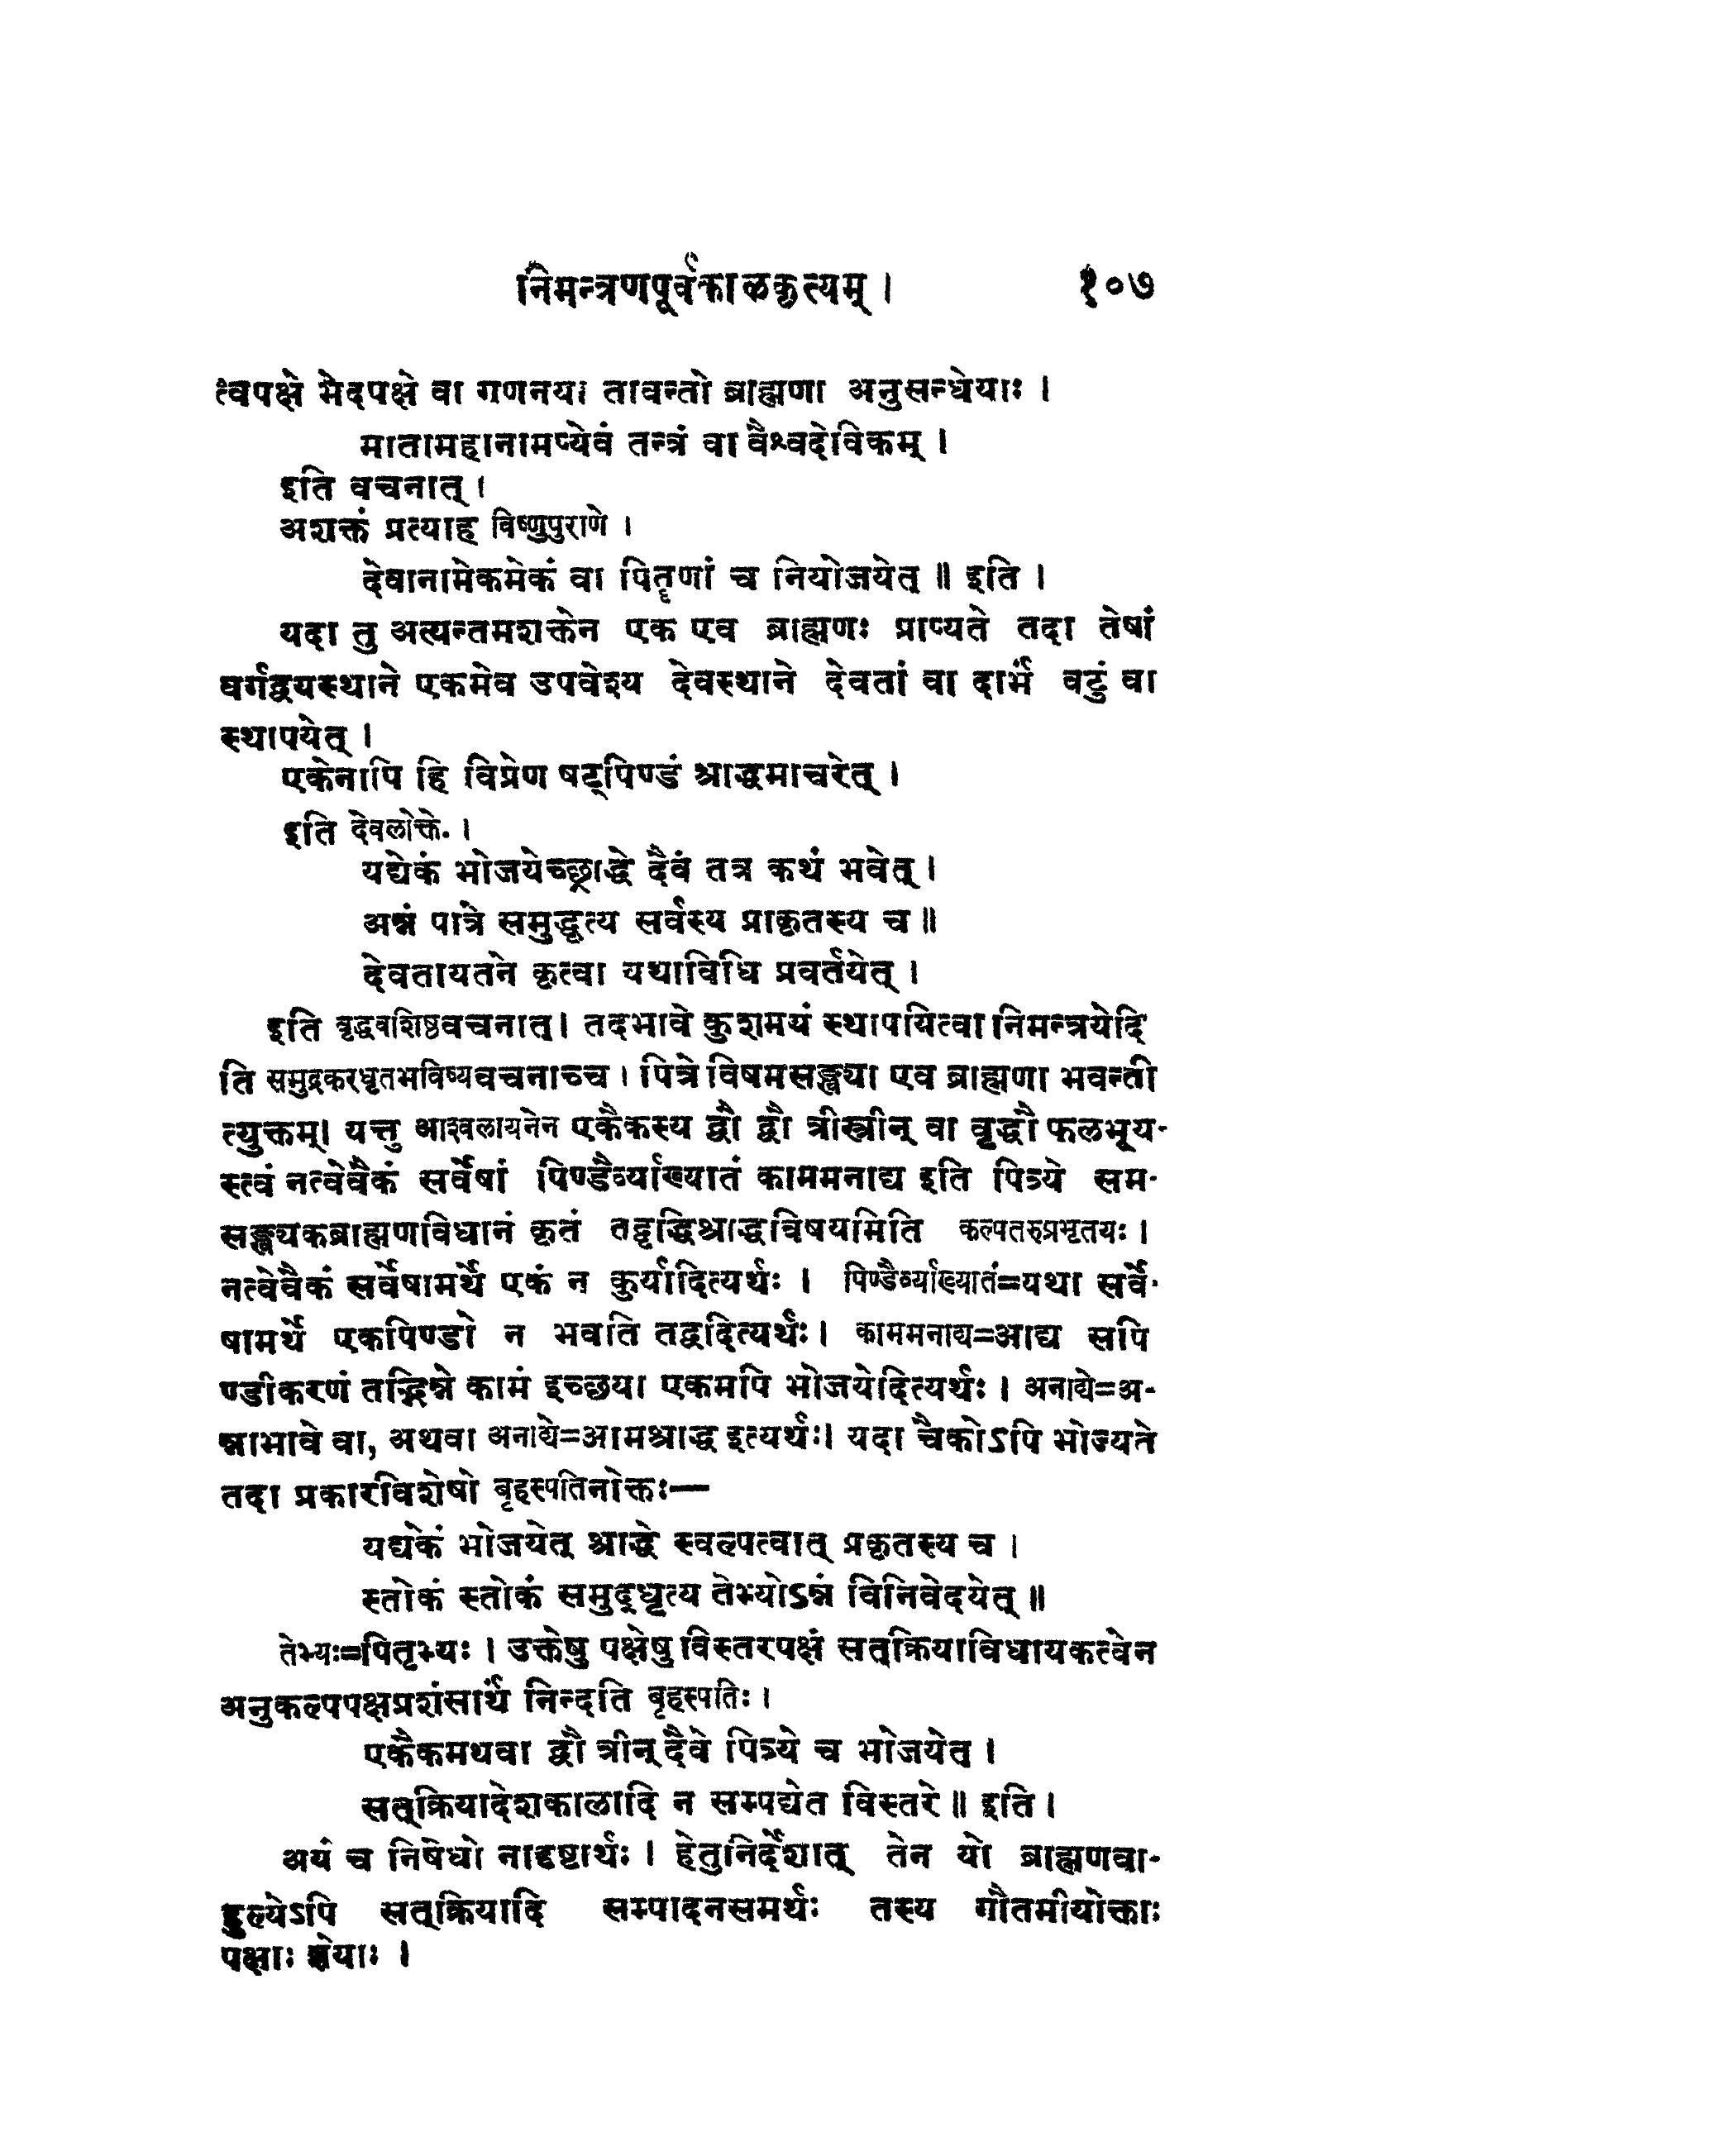 निमन्त्रणपूर्वकालकृत्यम् । १०७
त्वपक्षे भेदपक्षे वा गणनया तावन्तो ब्राह्मणा अनुसन्धेयाः ।
मातामहानामप्येवं तन्त्रं वा वैश्वदेविकम् ।
इति वचनात् ।
अशक्तं प्रत्याह विष्णुपुराणे ।
देवानामेकमेकं वा पितॄणां च नियोजयेत् ॥ इति ।
यदा तु अत्यन्तमशक्तेन एक एव ब्राह्मणः प्राप्यते तदा तेषां
वर्गद्वयस्थाने एकमेव उपवेश्य देवस्थाने देवतां वा दार्भं वटुं वा
स्थापयेत् ।
एकेनापि हि विप्रेण षट्पिण्डं श्राद्धमाचरेत् ।
इति देवलोक्ते. ।
यद्येकं भोजयेच्छ्राद्धे दैवं तत्र कथं भवेत् ।
अन्नं पात्रे समुद्धृत्य सर्वस्य प्राकृतस्य च ॥
देवतायतने कृत्वा यथाविधि प्रवर्तयेत् ।
इति वृद्धवाशिष्ठवचनात् । तदभावे कुशमयं स्थापयित्वा निमन्त्रयेदि
ति समुद्रकरधृतभविष्यवचनाच्च । पित्रे विषमसङ्ख्या एव ब्राह्मणा भवन्ती
त्युक्तम् । यत्तु आश्वलायनेन एकैकस्य द्वौ द्वौ त्रीस्त्रीन् वा वृद्धौ फलभूय-
स्त्वं नत्वेवैकं सर्वेषां पिण्डैर्व्याख्यातं काममनाद्य इति पित्र्ये सम-
सङ्ख्यकब्राह्मणविधानं कृतं तद्वृद्धिश्राद्धविषयमिति कल्पतरुप्रभृतयः ।
नत्वेवैकं सर्वेषामर्थे एकं न कुर्यादित्यर्थः । पिण्डैर्व्याख्यातं=यथा सर्वे-
षामर्थे एकपिण्डो न भवति तद्वदित्यर्थः । काममनाद्य=आद्य सपि
ण्डीकरणं तद्भिन्ने कामं इच्छया एकमपि भोजयेदित्यर्थः । अनाद्ये=अ-
न्नाभावे वा, अथवा अनाद्ये=आमश्राद्ध इत्यर्थः । यदा चैकोऽपि भोज्यते
तदा प्रकारविशेषो बृहस्पतिनोक्तः—
यद्येकं भोजयेत् श्राद्धे स्वल्पत्वात् प्रकृतस्य च ।
स्तोकं स्तोकं समुद्धृत्य तेभ्योऽन्नं विनिवेदयेत् ॥
तेभ्यः=पितृभ्यः । उक्तेषु पक्षेषु विस्तरपक्षं सत्क्रियाविघायकत्वेन
अनुकल्पपक्षप्रशंसार्थं निन्दति बृहस्पतिः ।
एकैकमथवा द्वौ त्रीन् दैवे पित्र्ये च भोजयेत् ।
सत्क्रियादेशकालादि न सम्पद्येत विस्तरे ॥ इति ।
अयं च निषेधो नादृष्टार्थः । हेतुनिर्देशात् तेन यो ब्राह्मणवा-
हुल्येऽपि सत्क्रियादि सम्पादनसमर्थः तस्य गौतमीयोक्ताः
पक्षाः ज्ञेयाः ।